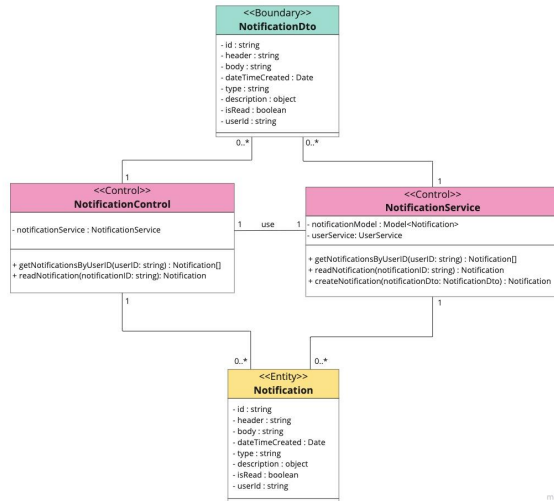 <<Boundary>>
NotificationDto
- id : string
- header : string
- body : string
- dateTimeCreated : Date
- type : string
- description : object
- isRead : boolean
- userId : string
0..*
0..*
1
1
<<Control>>
NotificationControl
- notificationService : NotificationService
+ getNotificationsByUserID(userID: string) : Notification[]
+ readNotification(notificationID: string): Notification
1
use
1
<<Control>>
NotificationService
- notificationModel : Model<Notification>
- userService: UserService
+ getNotificationsByUserID(userID: string) : Notification[]
+ readNotification(notificationID: string) : Notification
+ createNotification(notificationDto: NotificationDto) : Notification
1
1
0..*
0..*
<<Entity>>
Notification
- id : string
- header : string
- body : string
- dateTimeCreated : Date
- type : string
- description : object
- isRead : boolean
- userId : string